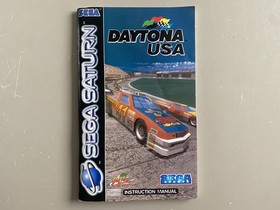 SEGA
DAYTONA
USA
SEGA SATURN
SEGA
INSTRUCTION MANUAL